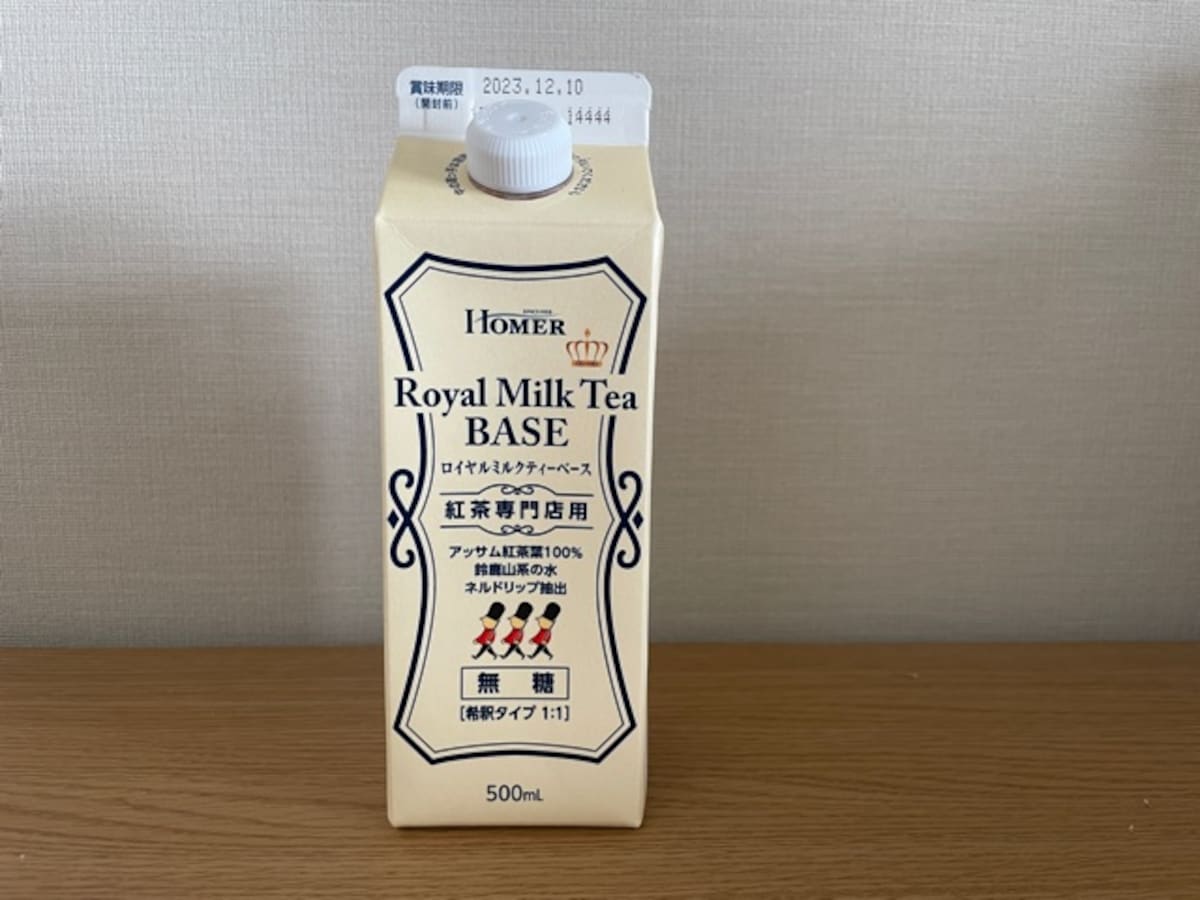 賞味期限 2023.12.10
(開封前) 14444
HOMER
Royal Milk Tea
BASE
ロイヤルミルクティーベース
紅茶専門店用
アッサム紅茶葉100%
鈴鹿山系の水
ネルドリップ抽出
無 糖
[希釈タイプ 1:1]
500mL